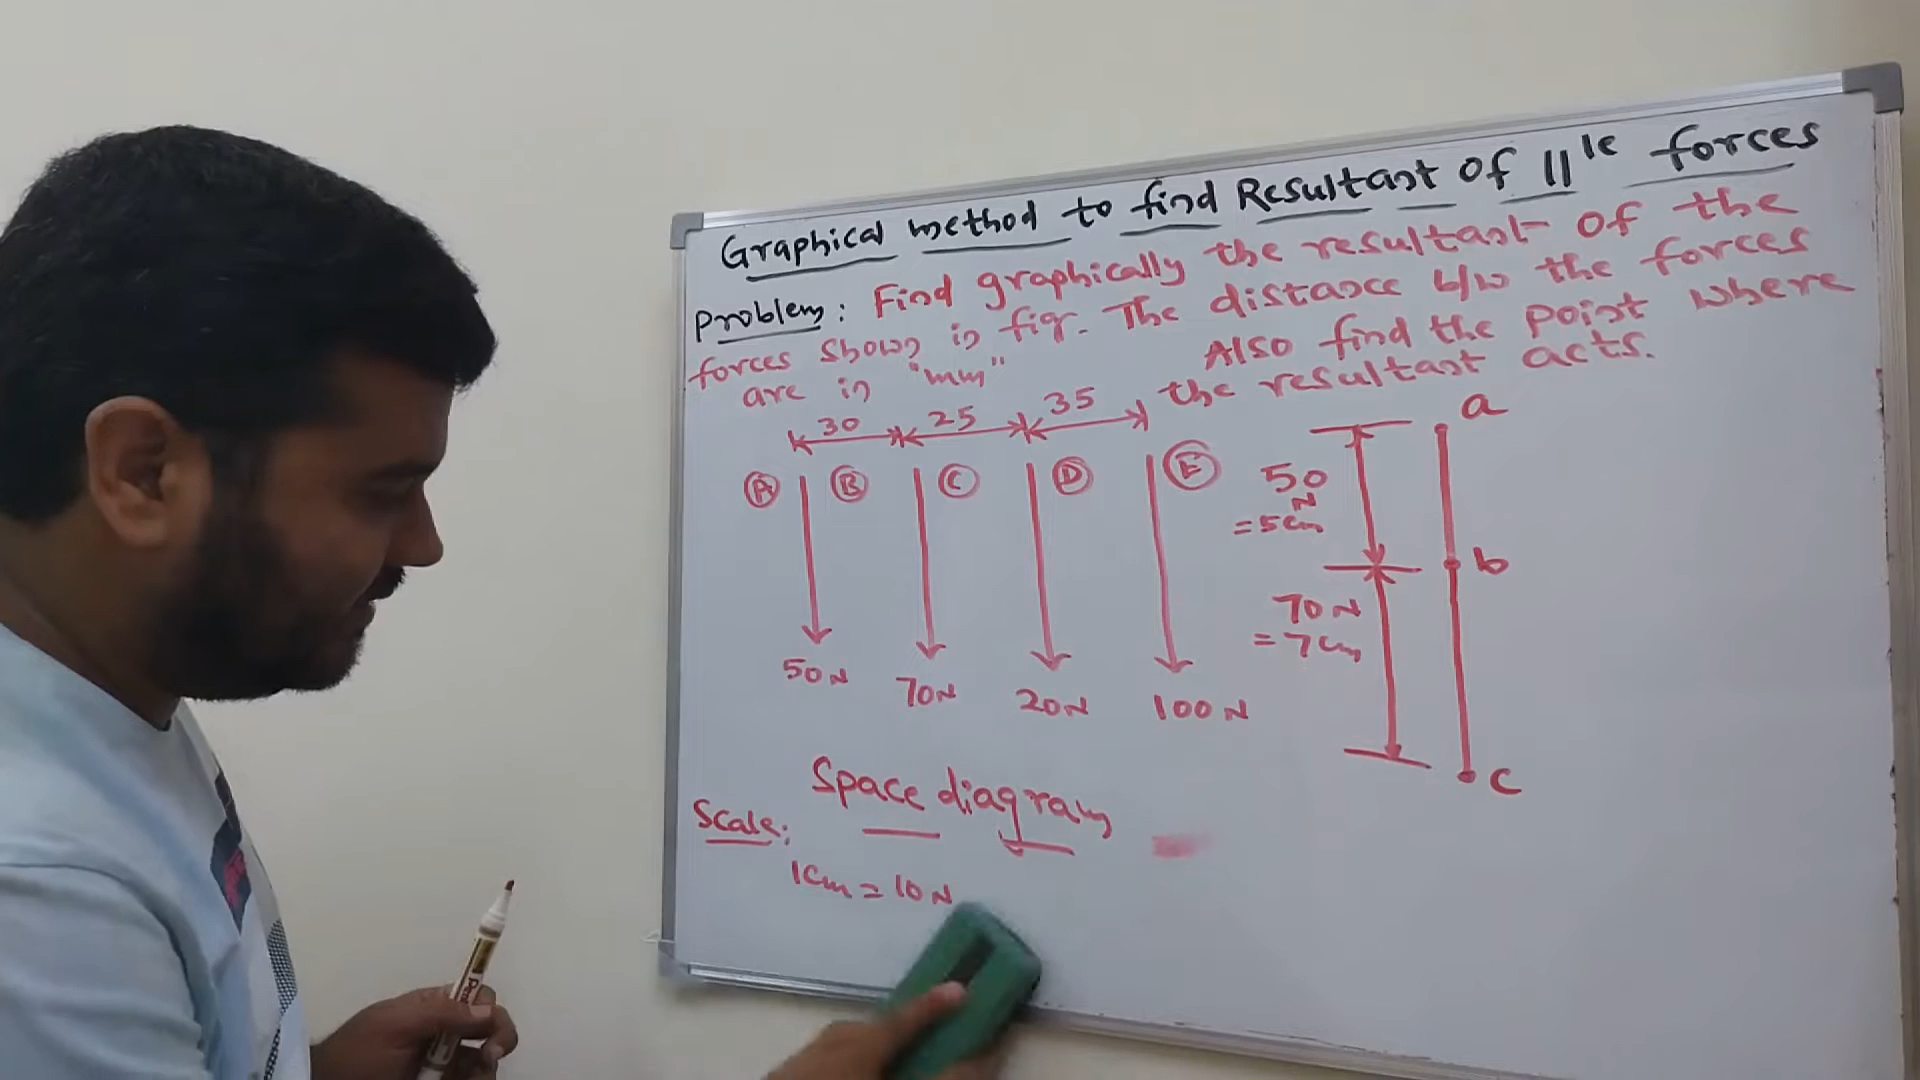 Graphical method to find Resultant of ||le forces
Problem: Find graphically the resultant of the
forces shown in fig. The distance b/w the forces
are in "mm" Also find the point where
the resultant acts.
30 25 35
A B C D E
50N 70N 20N 100N
a
50
N
=5cm
b
70N
=7cm
c
Space diagram
Scale:
1cm = 10N